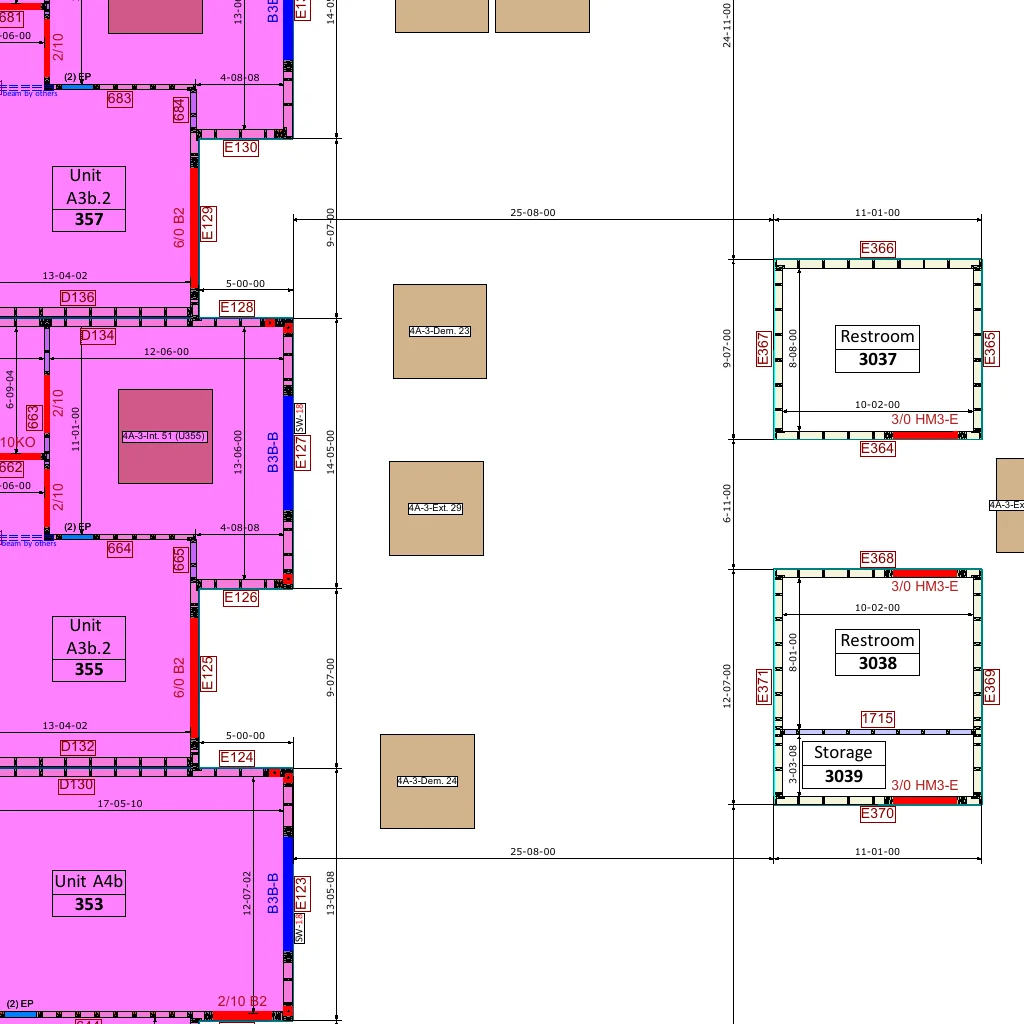 681
-06-00
2/10
(2) EP
beam by others
683
684
4-08-08
13-06-
B3B
14-05
24-11-00
E130
Unit
A3b.2
357
6/0 B2
E129
9-07-00
25-08-00
11-01-00
13-04-02
5-00-00
D136
E128
D134
12-06-00
6-09-04
663
2/10
11-01-00
4A-3-Int. 51 (U355)
13-06-00
B3B-B
SW-18
E127
14-05-00
10KO
662
-06-00
2/10
(2) EP
beam by others
664
665
4-08-08
E126
4A-3-Dem. 23
4A-3-Ext. 29
E366
E367
9-07-00
8-08-00
Restroom
3037
E365
10-02-00
3/0 HM3-E
E364
6-11-00
4A-3-Ex
Unit
A3b.2
355
6/0 B2
E125
9-07-00
13-04-02
5-00-00
D132
E124
D130
17-05-10
4A-3-Dem. 24
E368
3/0 HM3-E
10-02-00
8-01-00
Restroom
3038
E371
12-07-00
E369
1715
Storage
3039
3-03-08
3/0 HM3-E
E370
25-08-00
11-01-00
Unit A4b
353
12-07-02
B3B-B
E123
SW-18
13-05-08
(2) EP
2/10 B2